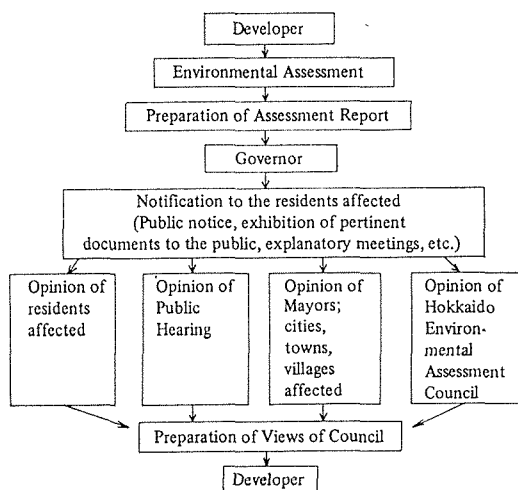 Developer
Environmental Assessment
Preparation of Assessment Report
Governor
Notification to the residents affected
(Public notice, exhibition of pertinent
documents to the public, explanatory meetings, etc.)
Opinion of
residents
affected
Opinion of
Public
Hearing
Opinion of
Mayors;
cities,
towns,
villages
affected
Opinion of
Hokkaido
Environ-
mental
Assessment
Council
Preparation of Views of Council
Developer